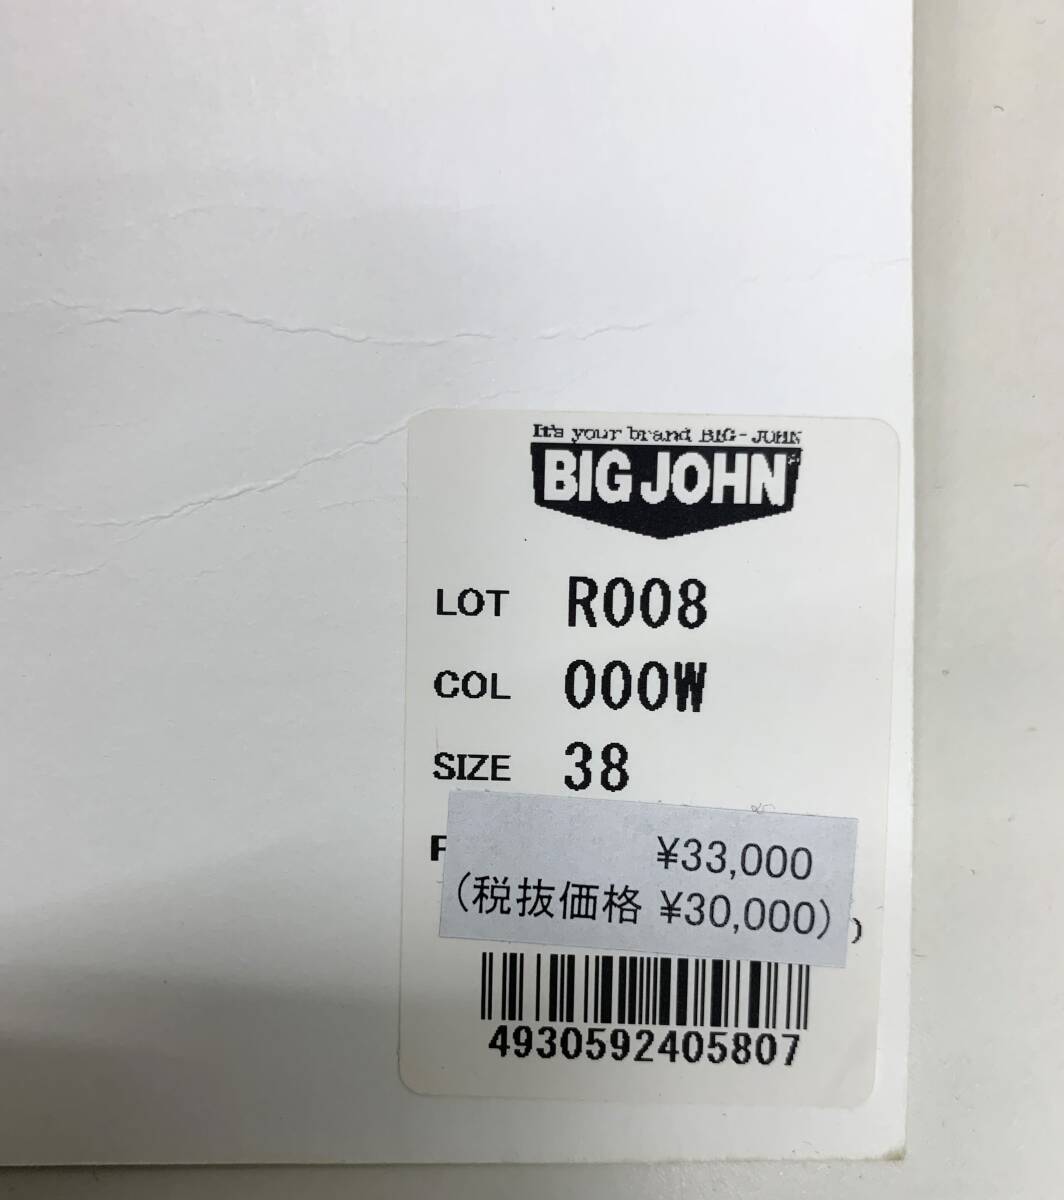 It's your brand BIG-JOHN
BIG JOHN
LOT R008
COL 000W
SIZE 38
¥33,000
(税抜価格 ¥30,000)
)
4930592405807